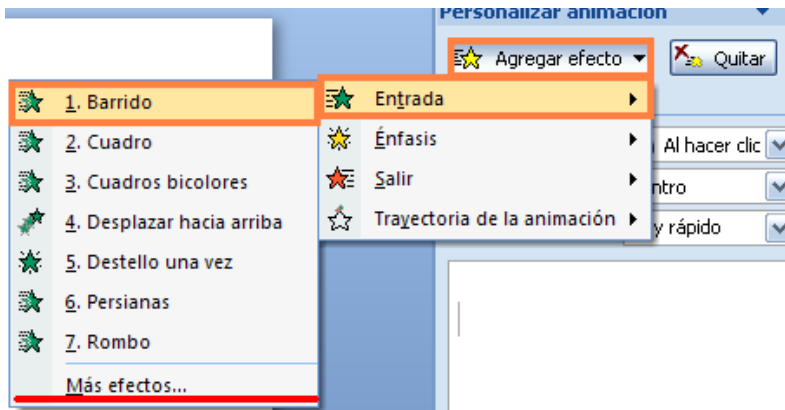 Personalizar animación
Agregar efecto
Quitar
1. Barrido
2. Cuadro
3. Cuadros bicolores
4. Desplazar hacia arriba
5. Destello una vez
6. Persianas
7. Rombo
Más efectos...
Entrada
Énfasis
Salir
Trayectoria de la animación
Al hacer clic
ntro
y rápido